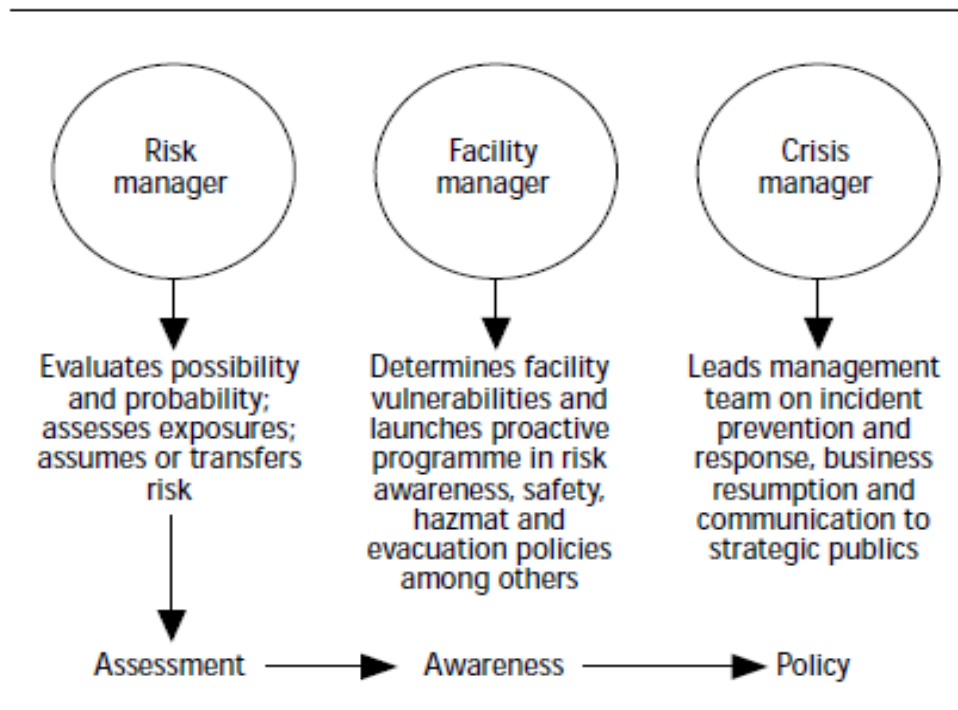 Risk
manager
Facility
manager
Crisis
manager
Evaluates possibility
and probability;
assesses exposures;
assumes or transfers
risk
Determines facility
vulnerabilities and
launches proactive
programme in risk
awareness, safety,
hazmat and
evacuation policies
among others
Leads management
team on incident
prevention and
response, business
resumption and
communication to
strategic publics
Assessment
Awareness
Policy